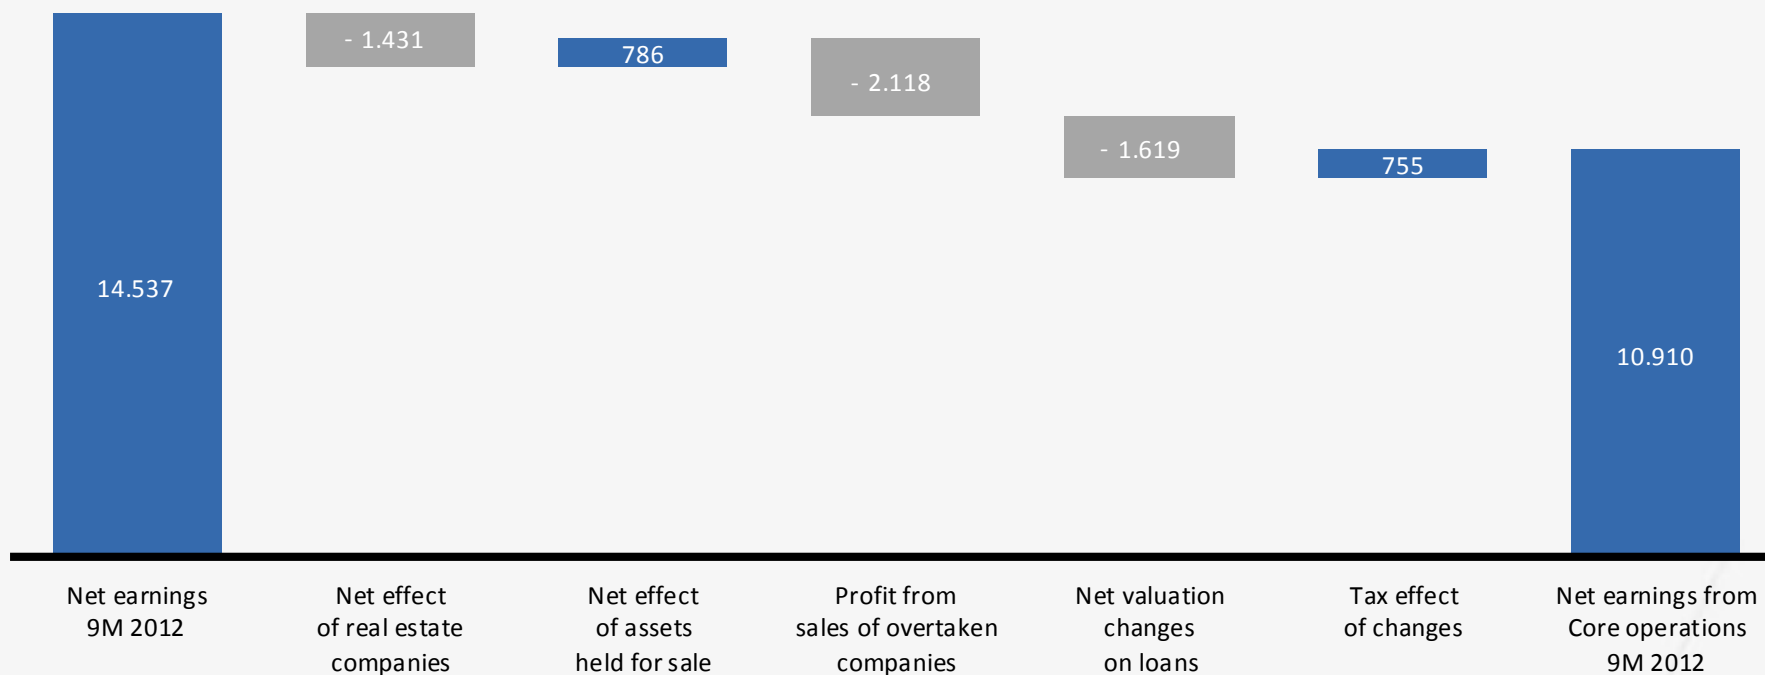 - 1.431
786
- 2.118
- 1.619
755
14.537
10.910
Net earnings
9M 2012
Net effect
of real estate
companies
Net effect
of assets
held for sale
Profit from
sales of overtaken
companies
Net valuation
changes
on loans
Tax effect
of changes
Net earnings from
Core operations
9M 2012